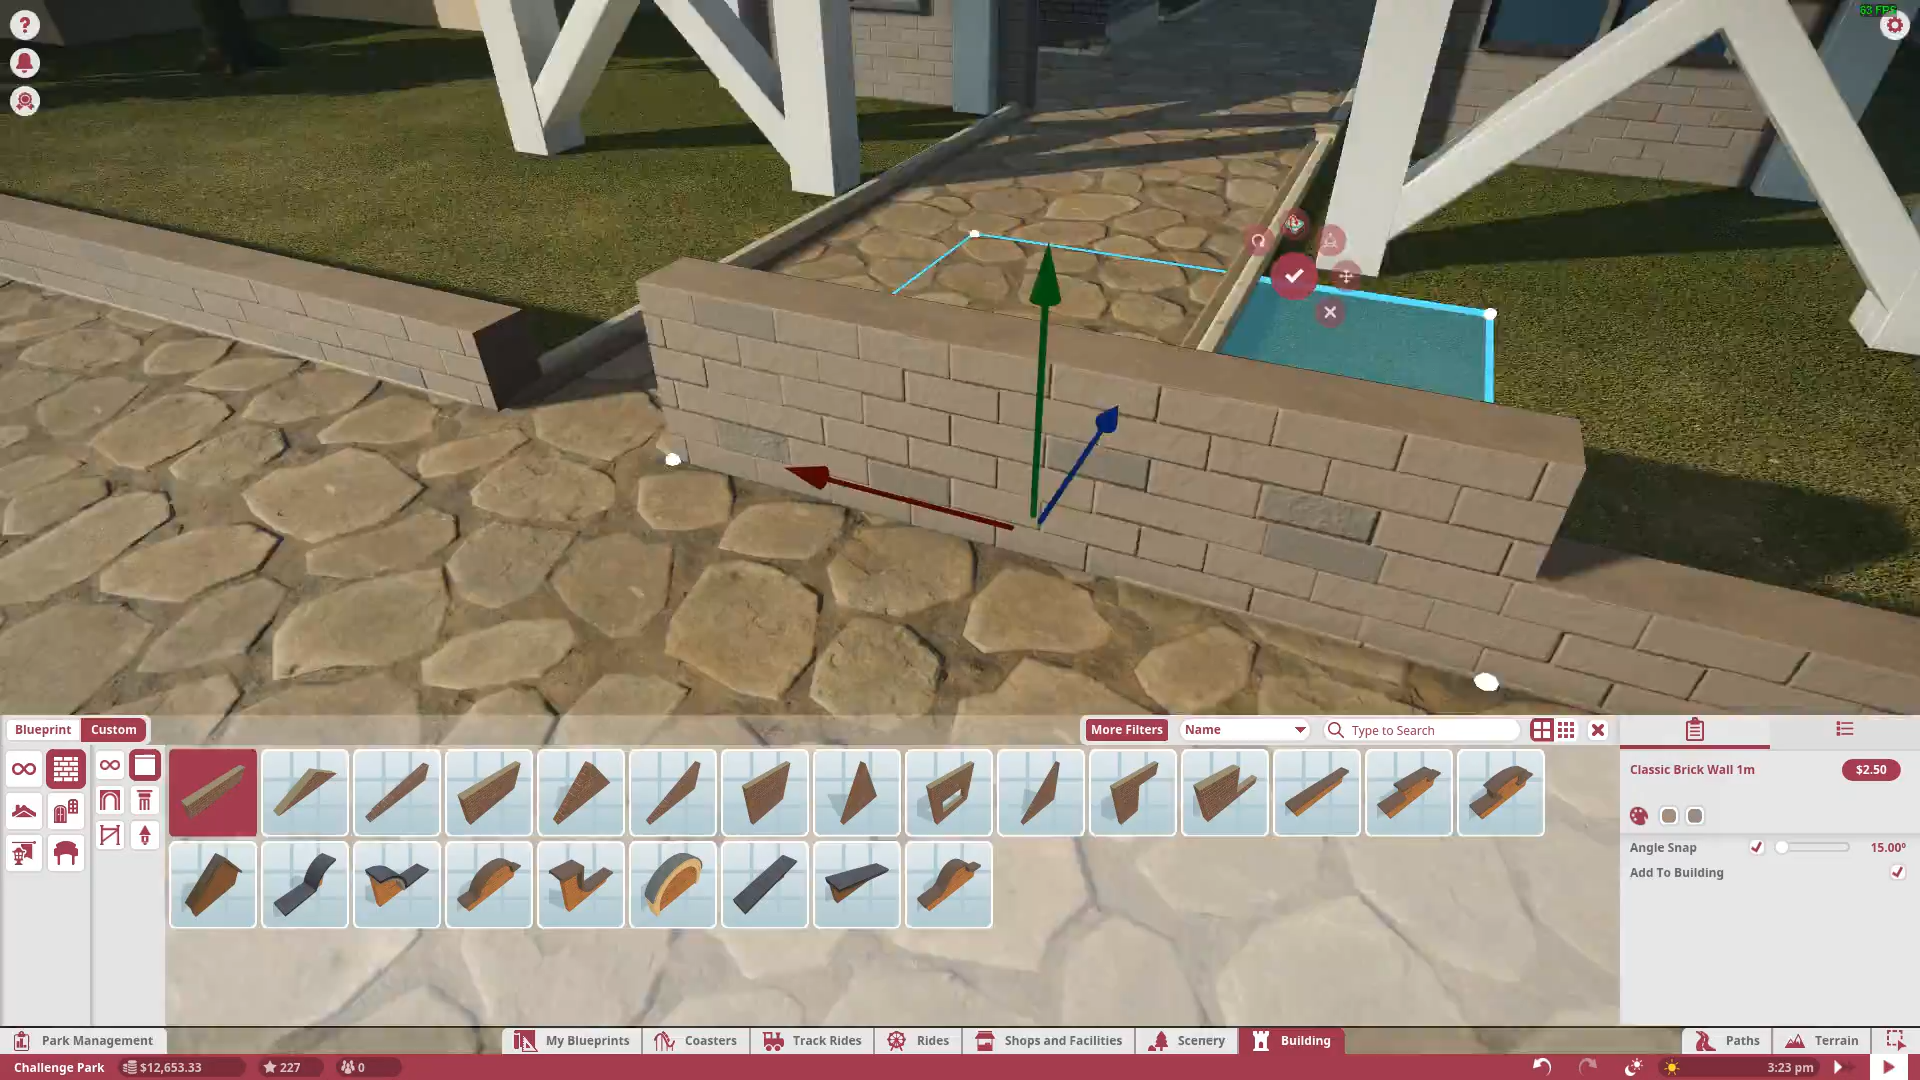 63 FPS
?
Blueprint Custom
More Filters Name Type to Search
Classic Brick Wall 1m $2.50
Angle Snap 15.00°
Add To Building
Park Management My Blueprints Coasters Track Rides Rides Shops and Facilities Scenery Building Paths Terrain
Challenge Park $12,653.33 227 0 3:23 pm